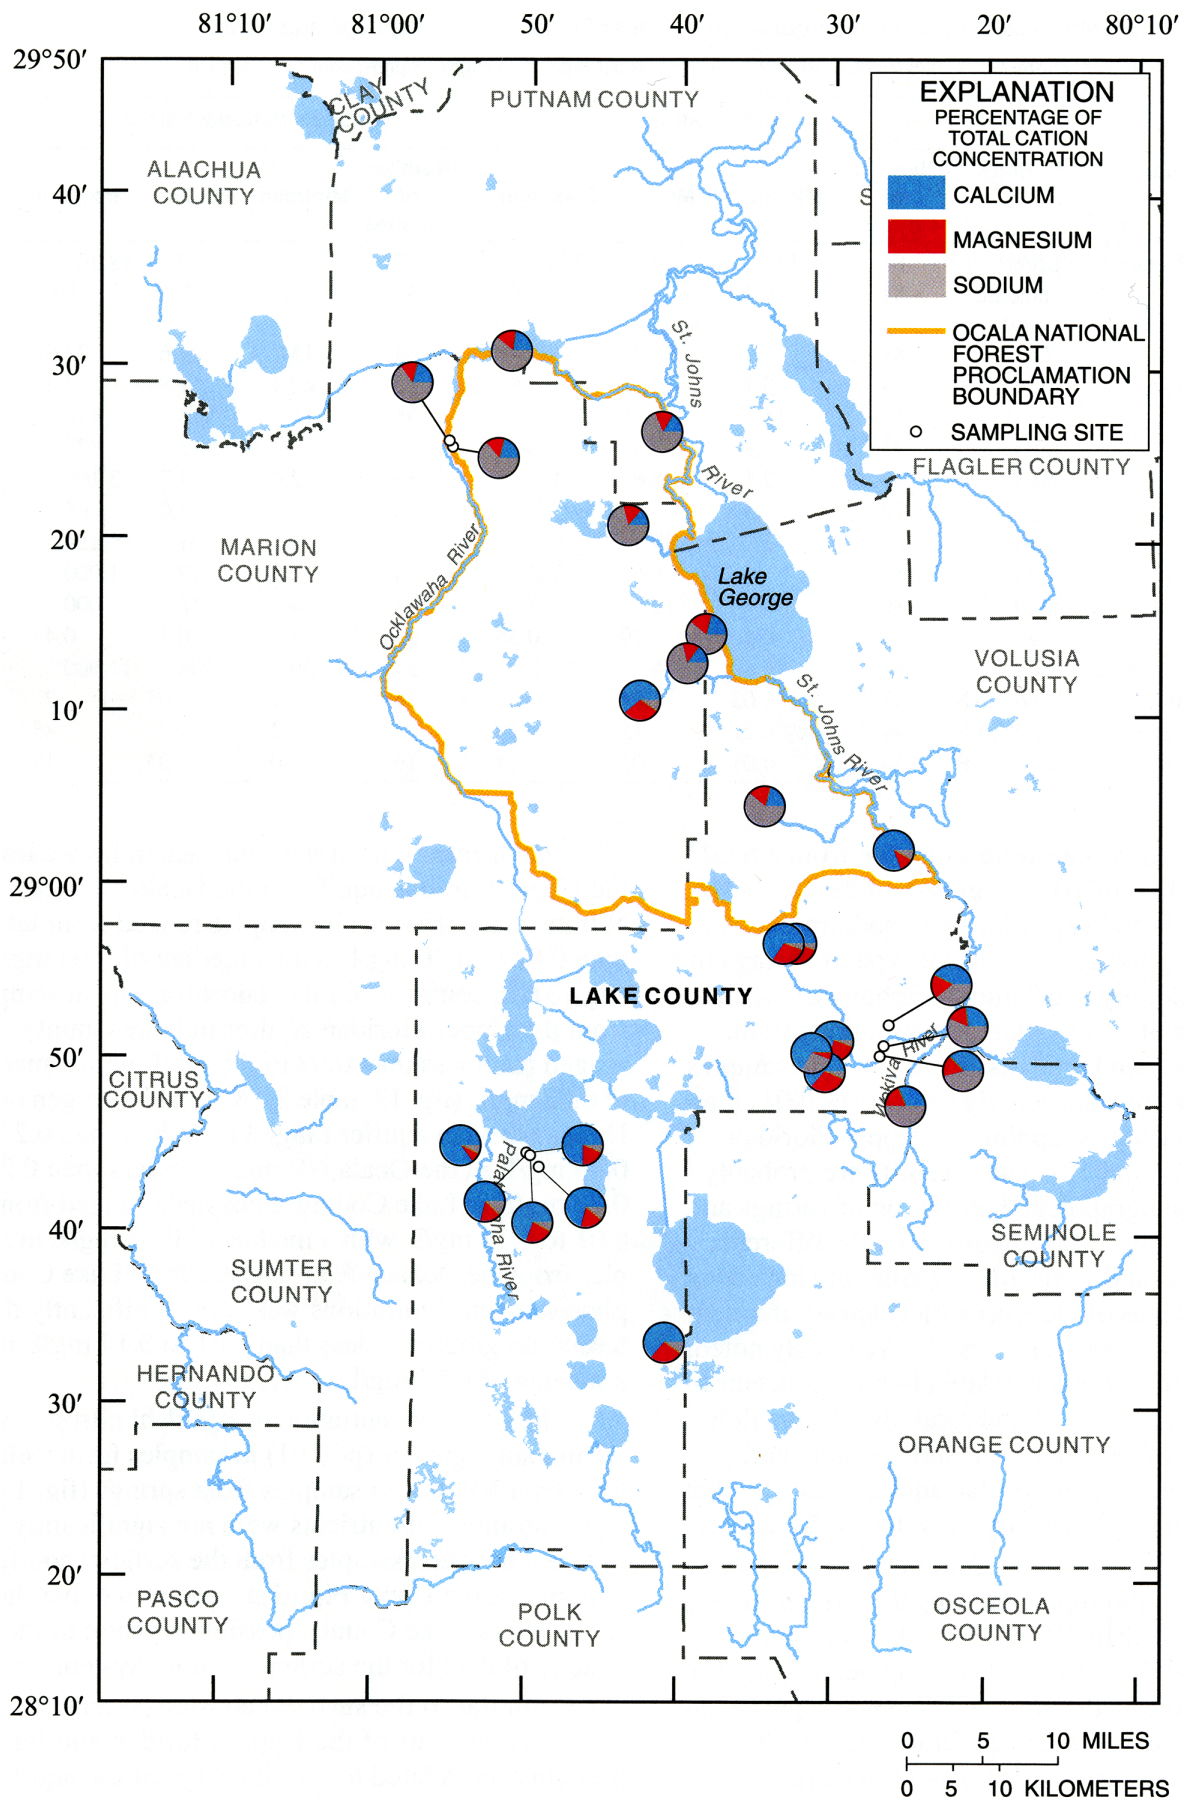 81°10′ 81°00′ 50′ 40′ 20′ 80°10′
29°50′
EXPLANATION
PERCENTAGE OF
TOTAL CATION
CONCENTRATION
CALCIUM
MAGNESIUM
SODIUM
OCALA NATIONAL
FOREST
PROCLAMATION
BOUNDARY
SAMPLING SITE
CLAY
COUNTY
PUTNAM COUNTY
ALACHUA
COUNTY
S
40′
St. Johns
River
30′
FLAGLER COUNTY
20′
MARION
COUNTY
Ocklawaha River
Lake
George
VOLUSIA
COUNTY
10′
St. Johns River
29°00′
LAKE COUNTY
50′
CITRUS
COUNTY
Wekiva River
Palatlakaha River
40′
SUMTER
COUNTY
SEMINOLE
COUNTY
HERNANDO
COUNTY
30′
ORANGE COUNTY
20′
PASCO
COUNTY
POLK
COUNTY
OSCEOLA
COUNTY
28°10′
0 5 10 MILES
0 5 10 KILOMETERS